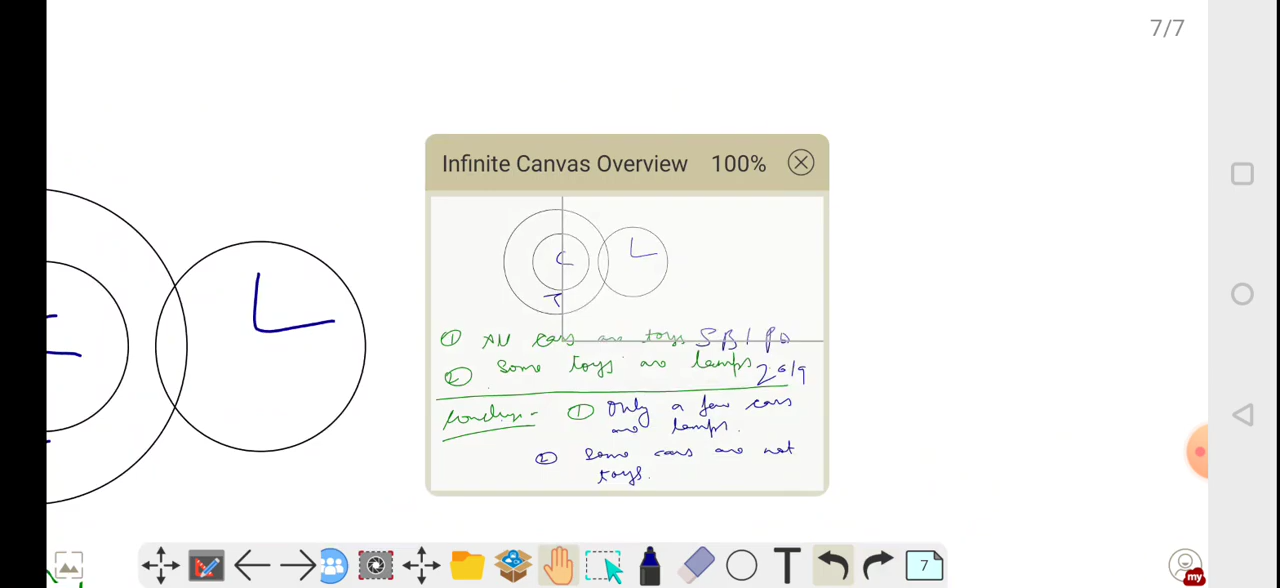 7/7
Infinite Canvas Overview 100%
C
L
T
L
① All cars are toys SBI PO
② Some toys are lamps 2019
① Only a few cars
are lamps.
② Some cars are not
toys.
7
my